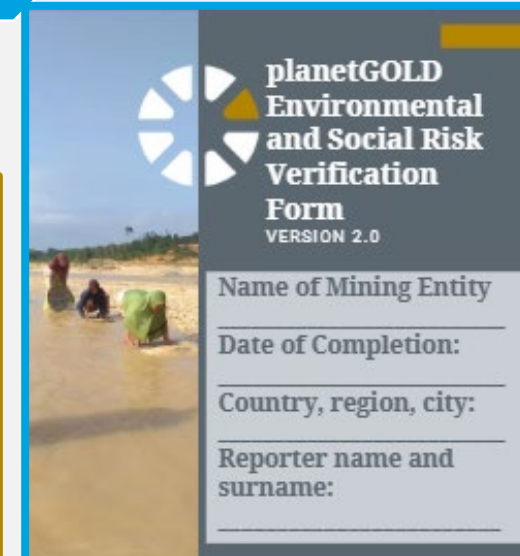 planetGOLD
Environmental
and Social Risk
Verification
Form
VERSION 2.0
Name of Mining Entity
Date of Completion:
Country, region, city:
Reporter name and
surname: